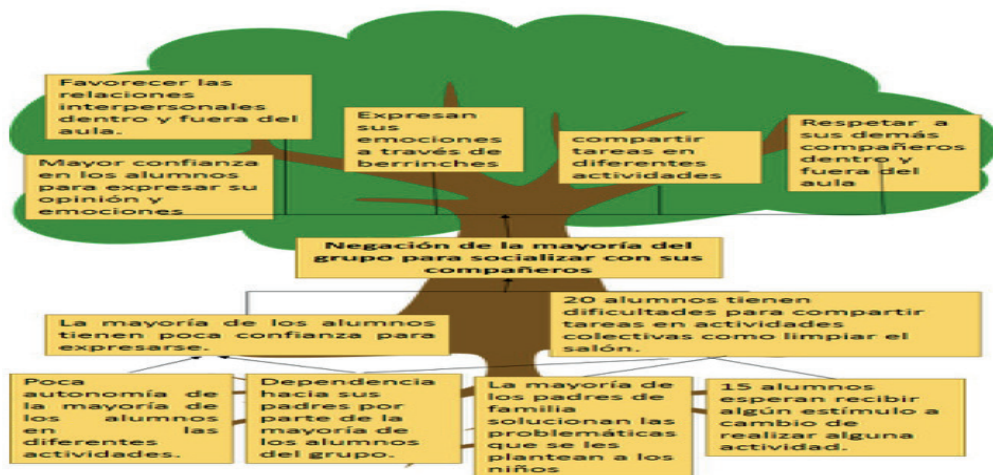 Favorecer las
relaciones
interpersonales
dentro y fuera del
aula.
Mayor confianza
en los alumnos
para expresar su
opinión y
emociones
Expresan
sus
emociones
a través de
berrinches
compartir
tareas en
diferentes
actividades
Respetar a
sus demás
compañeros
dentro y
fuera del
aula
Negación de la mayoría del
grupo para socializar con sus
compañeros
La mayoría de los alumnos
tienen poca confianza para
expresarse.
20 alumnos tienen
dificultades para compartir
tareas en actividades
colectivas como limpiar el
salón.
Poca
autonomía de
la mayoría de
los alumnos
en las
diferentes
actividades.
Dependencia
hacia sus
padres por
parte de la
mayoría de
los alumnos
del grupo.
La mayoría de
los padres de
familia
solucionan las
problemáticas
que se les
plantean a los
niños
15 alumnos
esperan recibir
algún estímulo a
cambio de
realizar alguna
actividad.